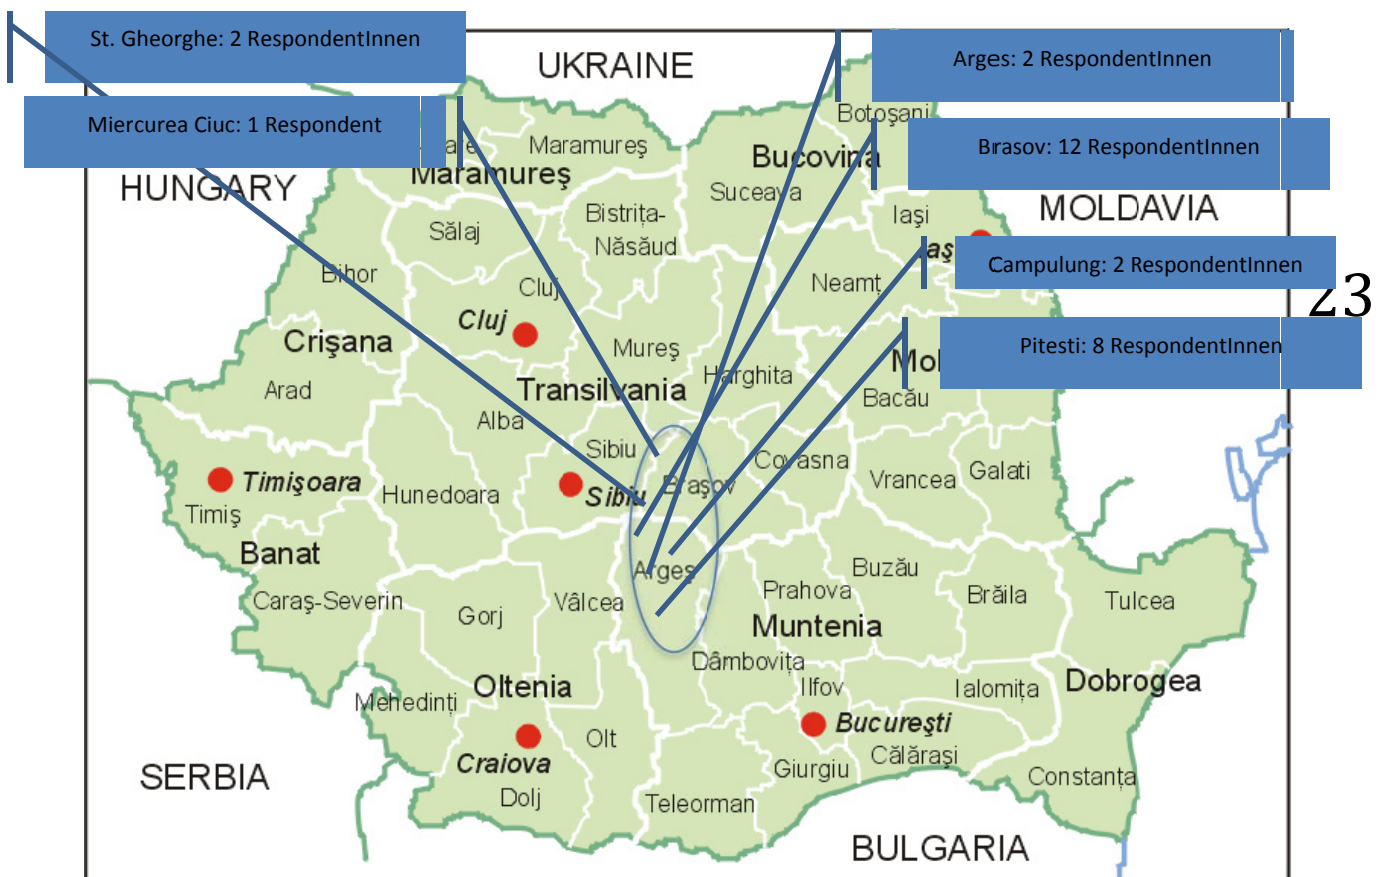 St. Gheorghe: 2 RespondentInnen
Arges: 2 RespondentInnen
UKRAINE
Miercurea Ciuc: 1 Respondent
Botoşani
Maramureş
Brasov: 12 RespondentInnen
Bucovina
Maramureş
HUNGARY
Suceava
MOLDAVIA
Bistriţa-
Năsăud
Iaşi
Sălaj
Campulung: 2 RespondentInnen
Bihor
Cluj
Neamţ
23
Cluj
Crişana
Mureş
Pitesti: 8 RespondentInnen
Harghita
Transilvania
Arad
Bacău
Alba
Sibiu
Covasna
Galati
Vrancea
Timişoara
Hunedoara
Sibiu
Braşov
Timiş
Banat
Argeş
Buzău
Prahova
Brăila
Tulcea
Caraş-Severin
Vâlcea
Gorj
Muntenia
Dâmboviţa
Dobrogea
Oltenia
Ilfov
Ialomiţa
Mehedinţi
Bucureşti
Olt
Călăraşi
Craiova
Giurgiu
Constanţa
SERBIA
Dolj
Teleorman
BULGARIA